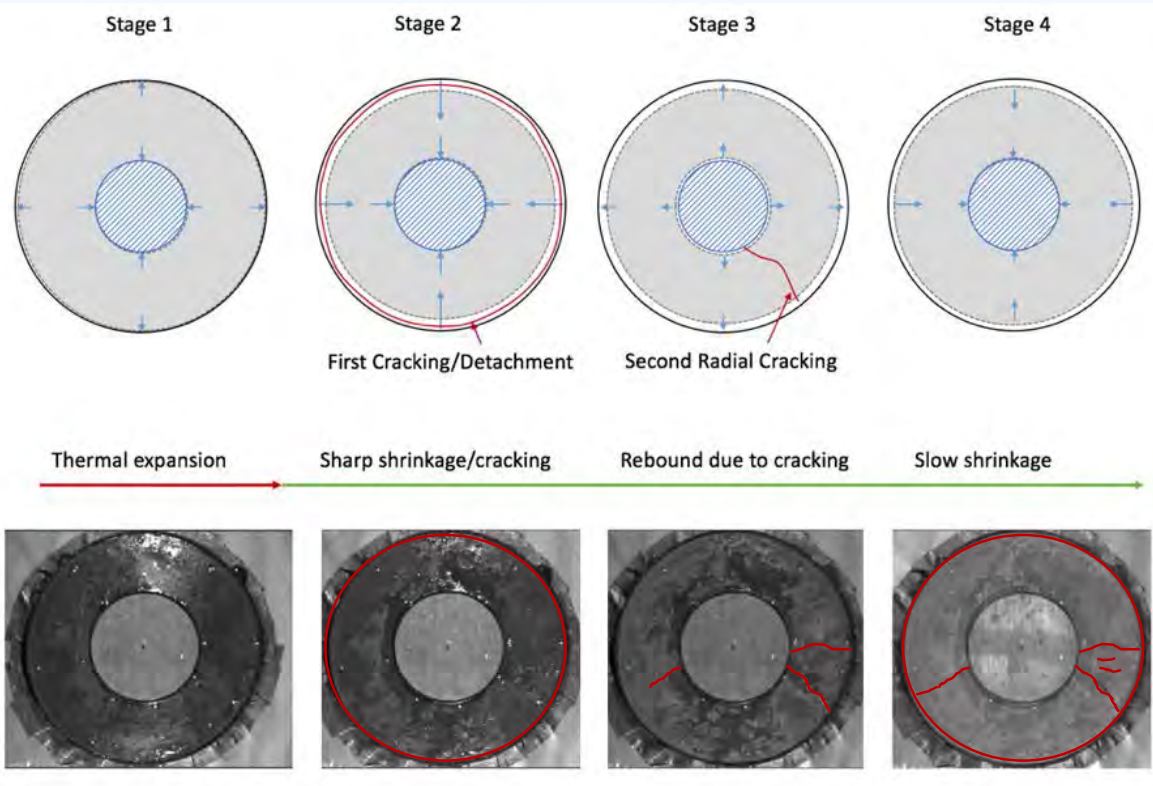 Stage 1
Stage 2
Stage 3
Stage 4
First Cracking/Detachment
Second Radial Cracking
Thermal expansion
Sharp shrinkage/cracking
Rebound due to cracking
Slow shrinkage